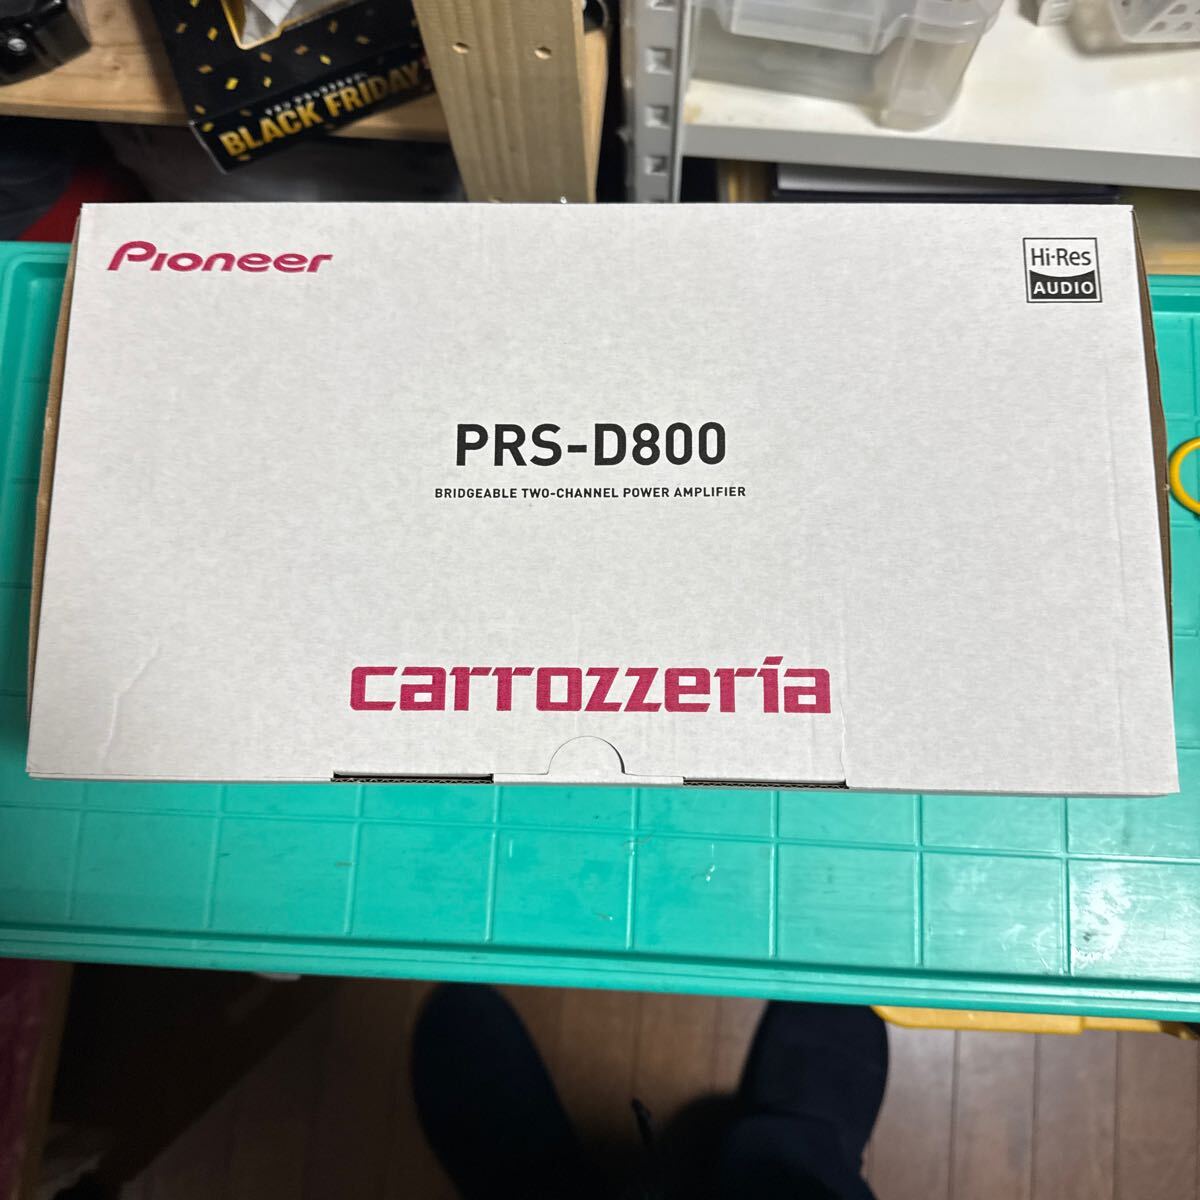 BLACK FRIDAY
Pioneer
Hi-Res
AUDIO
PRS-D800
BRIDGEABLE TWO-CHANNEL POWER AMPLIFIER
carrozzeria